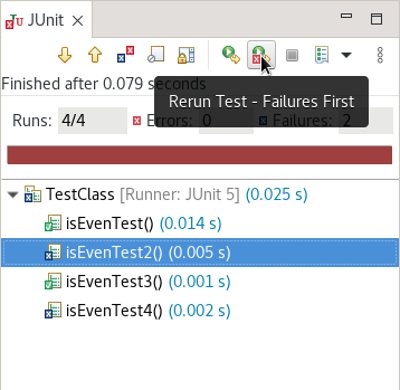 JUnit
Finished after 0.079 seconds
Rerun Test - Failures First
Runs: 4/4 Errors: 0 Failures: 2
TestClass [Runner: JUnit 5] (0.025 s)
isEvenTest() (0.014 s)
isEvenTest2() (0.005 s)
isEvenTest3() (0.001 s)
isEvenTest4() (0.002 s)